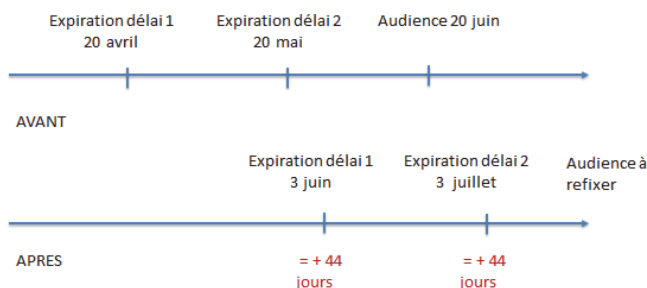 Expiration délai 1
20 avril
Expiration délai 2
20 mai
Audience 20 juin
AVANT
Expiration délai 1
3 juin
Expiration délai 2
3 juillet
Audience à
refixer
APRES
= + 44
jours
= + 44
jours